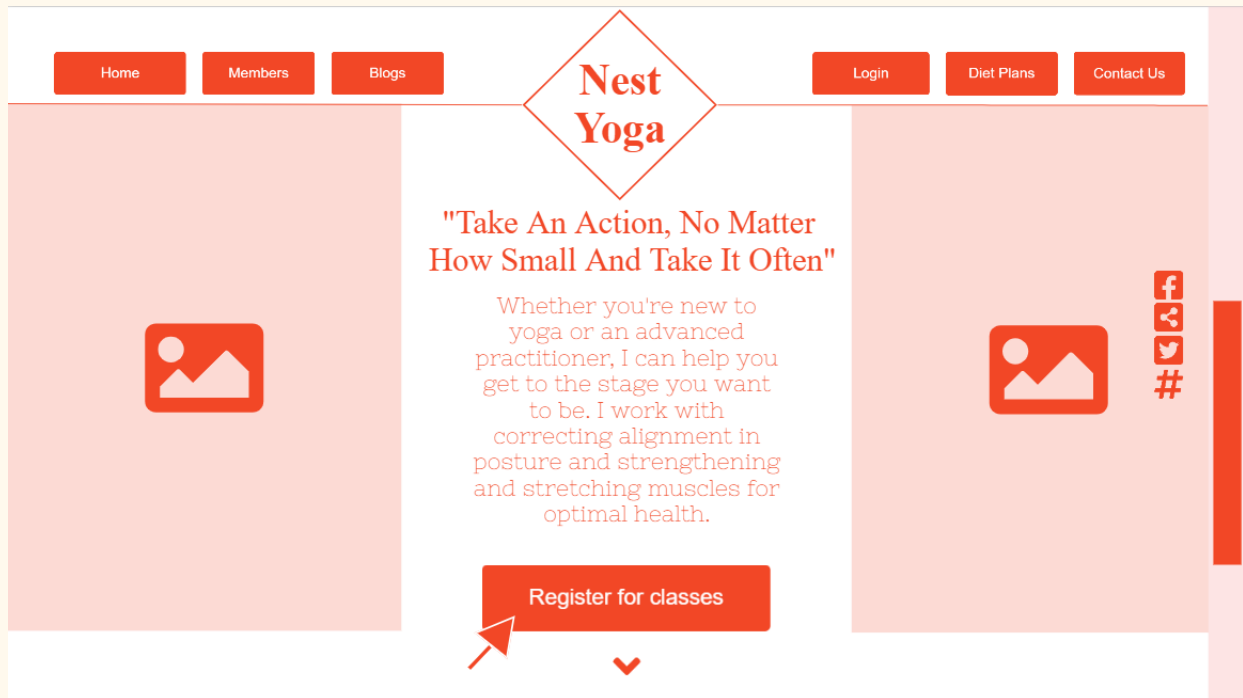 Home
Members
Blogs
Nest
Yoga
Login
Diet Plans
Contact Us
"Take An Action, No Matter
How Small And Take It Often"
Whether you're new to
yoga or an advanced
practitioner, I can help you
get to the stage you want
to be. I work with
correcting alignment in
posture and strengthening
and stretching muscles for
optimal health.
#
Register for classes